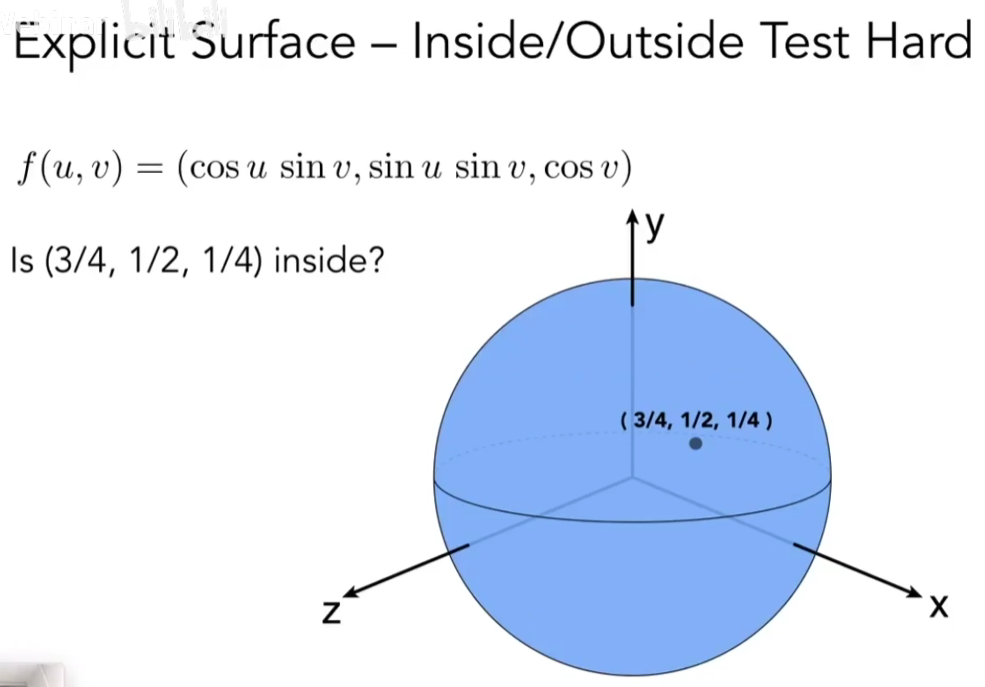 Explicit Surface – Inside/Outside Test Hard
f(u, v) = (cos u sin v, sin u sin v, cos v)
Is (3/4, 1/2, 1/4) inside?
y
( 3/4, 1/2, 1/4 )
z
x